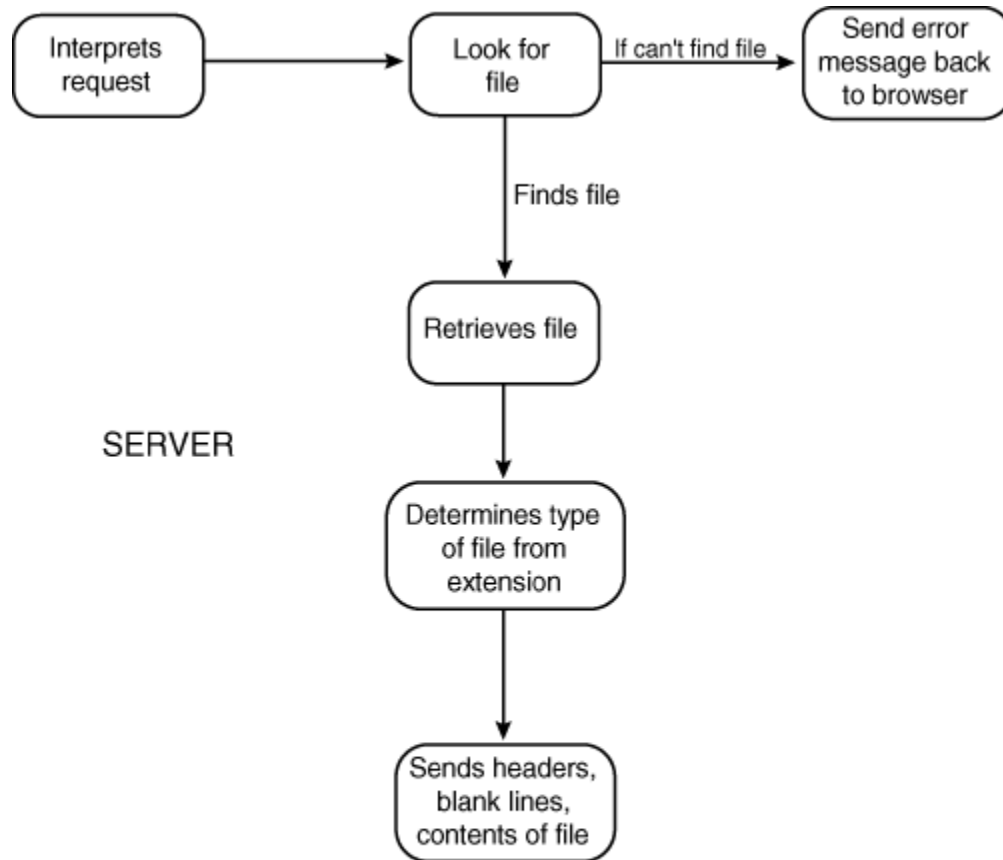 Interprets
request
Look for
file
If can't find file
Send error
message back
to browser
Finds file
Retrieves file
SERVER
Determines type
of file from
extension
Sends headers,
blank lines,
contents of file